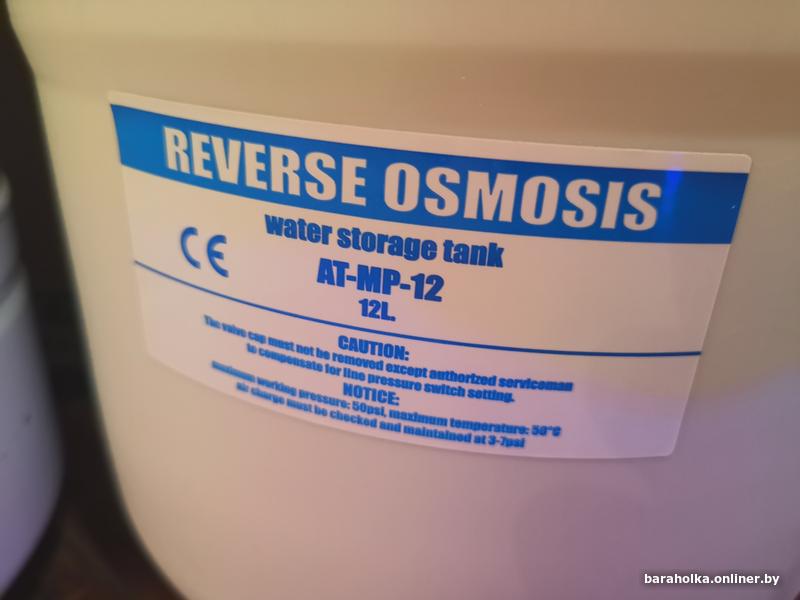 REVERSE OSMOSIS
water storage tank
CE
AT-MP-12
12L.
CAUTION:
The valve cap must not be removed except authorized serviceman
to compensate for line pressure switch setting.
NOTICE:
maximum working pressure: 50psi, maximum temperature: 50°C
air charge must be checked and maintained at 3-7psi
baraholka.onliner.by